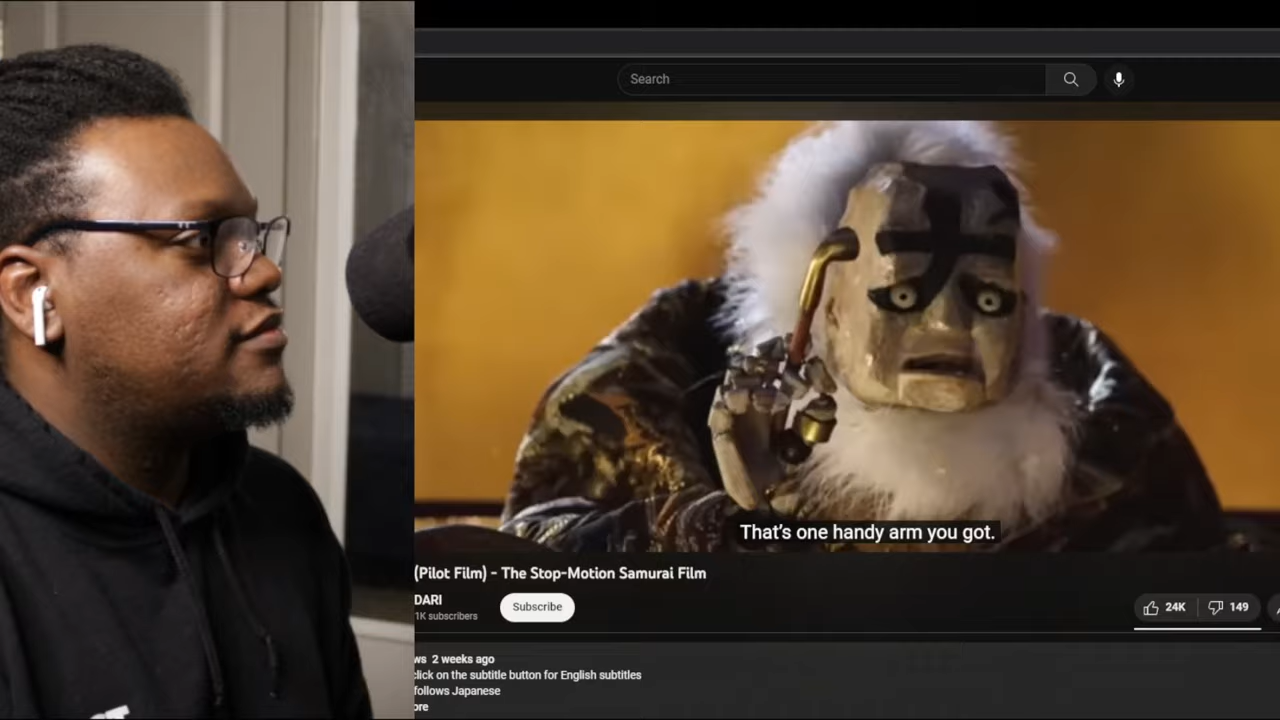 Search
That's one handy arm you got.
(Pilot Film) - The Stop-Motion Samurai Film
DARI
1K subscribers
Subscribe
24K
149
ws 2 weeks ago
click on the subtitle button for English subtitles
follows Japanese
ore